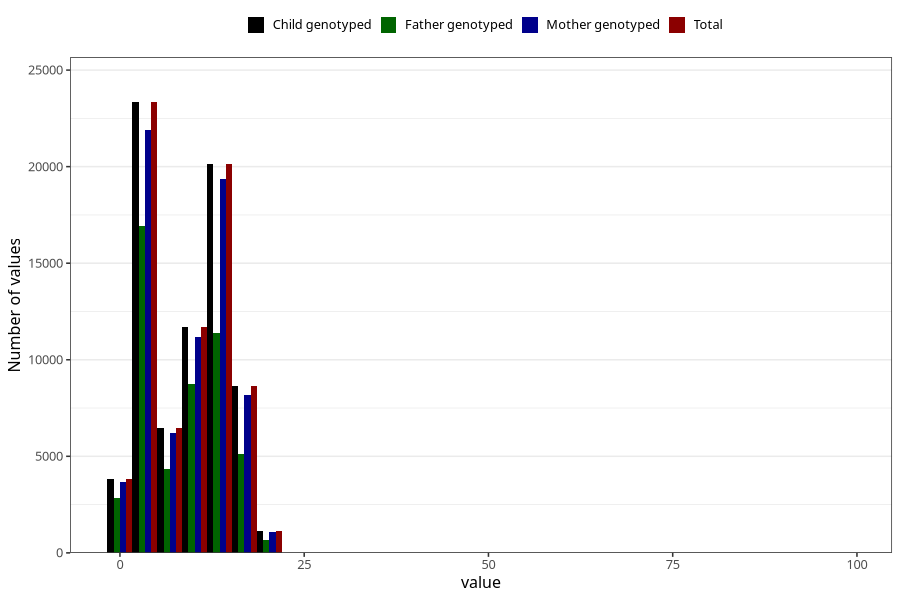 Child genotyped Father genotyped Mother genotyped Total
25000
20000
15000
10000
5000
0
Number of values
0 25 50 75 100
value